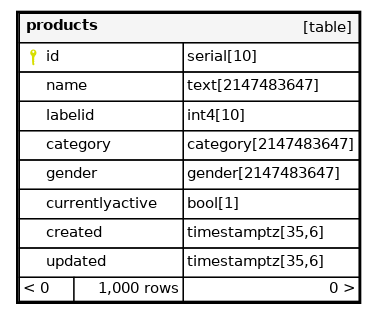 products [table]
id serial[10]
name text[2147483647]
labelid int4[10]
category category[2147483647]
gender gender[2147483647]
currentlyactive bool[1]
created timestamptz[35,6]
updated timestamptz[35,6]
< 0 1,000 rows 0 >